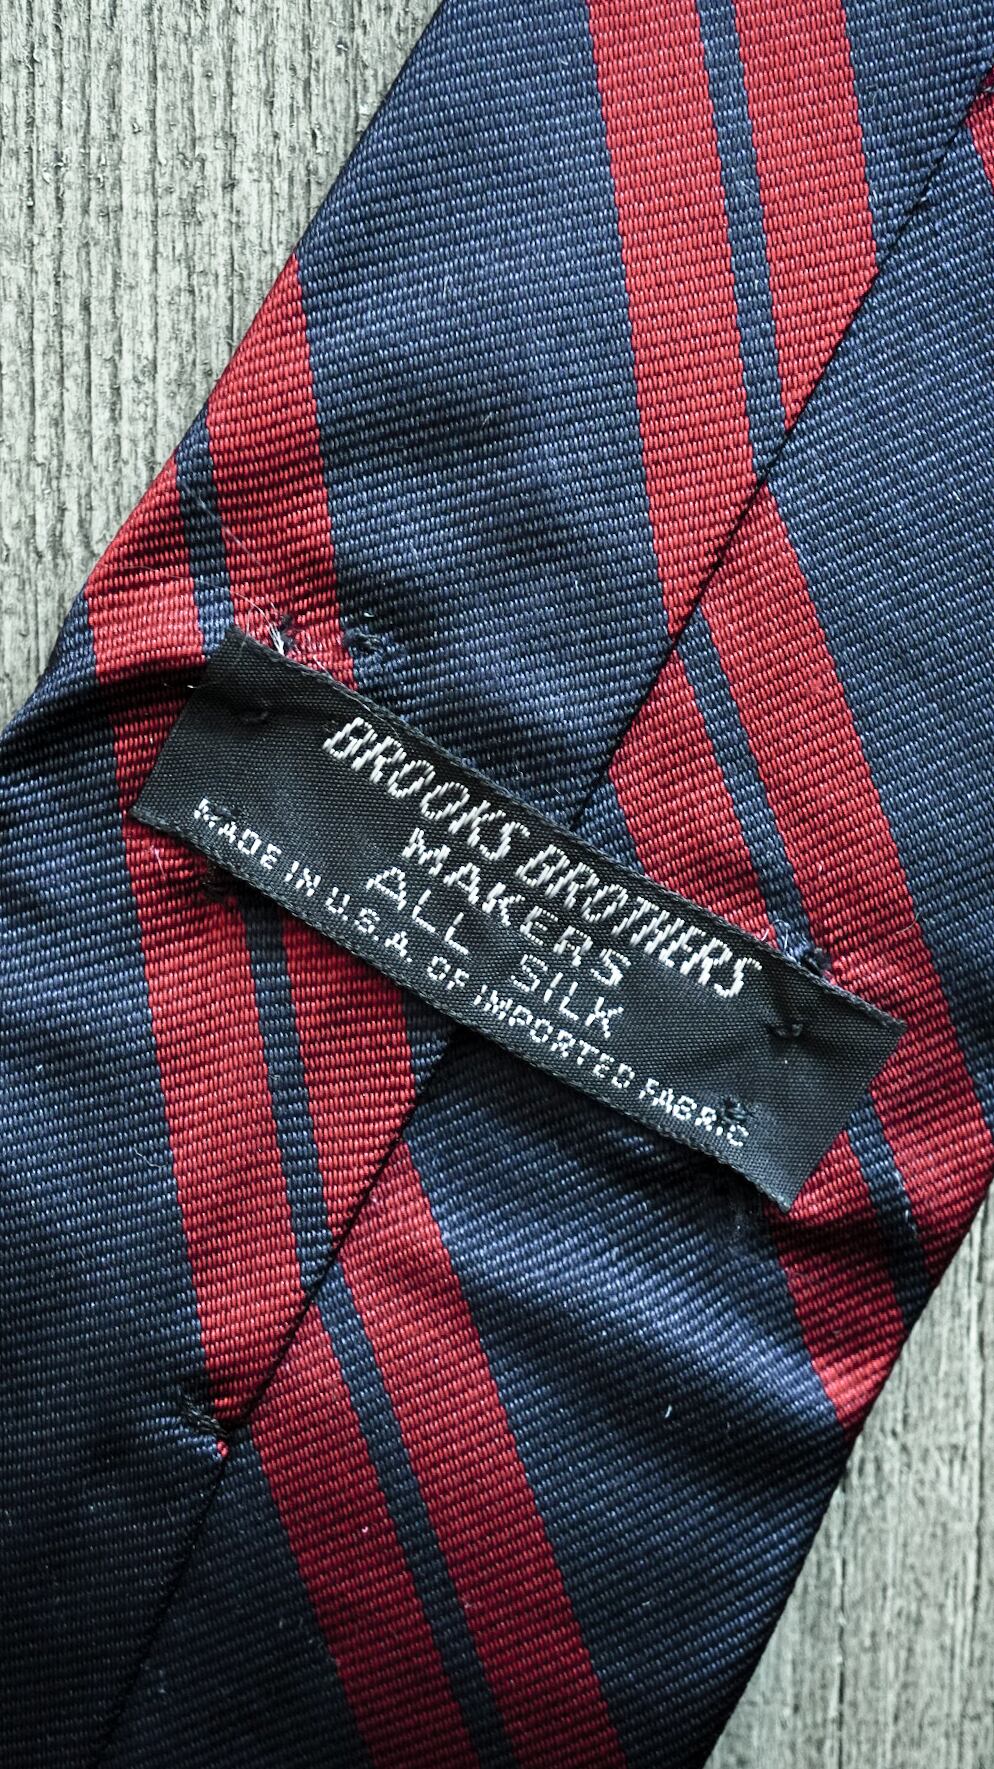 BROOKS BROTHERS
MAKERS
ALL SILK
MADE IN U.S.A. OF IMPORTED FABRIC